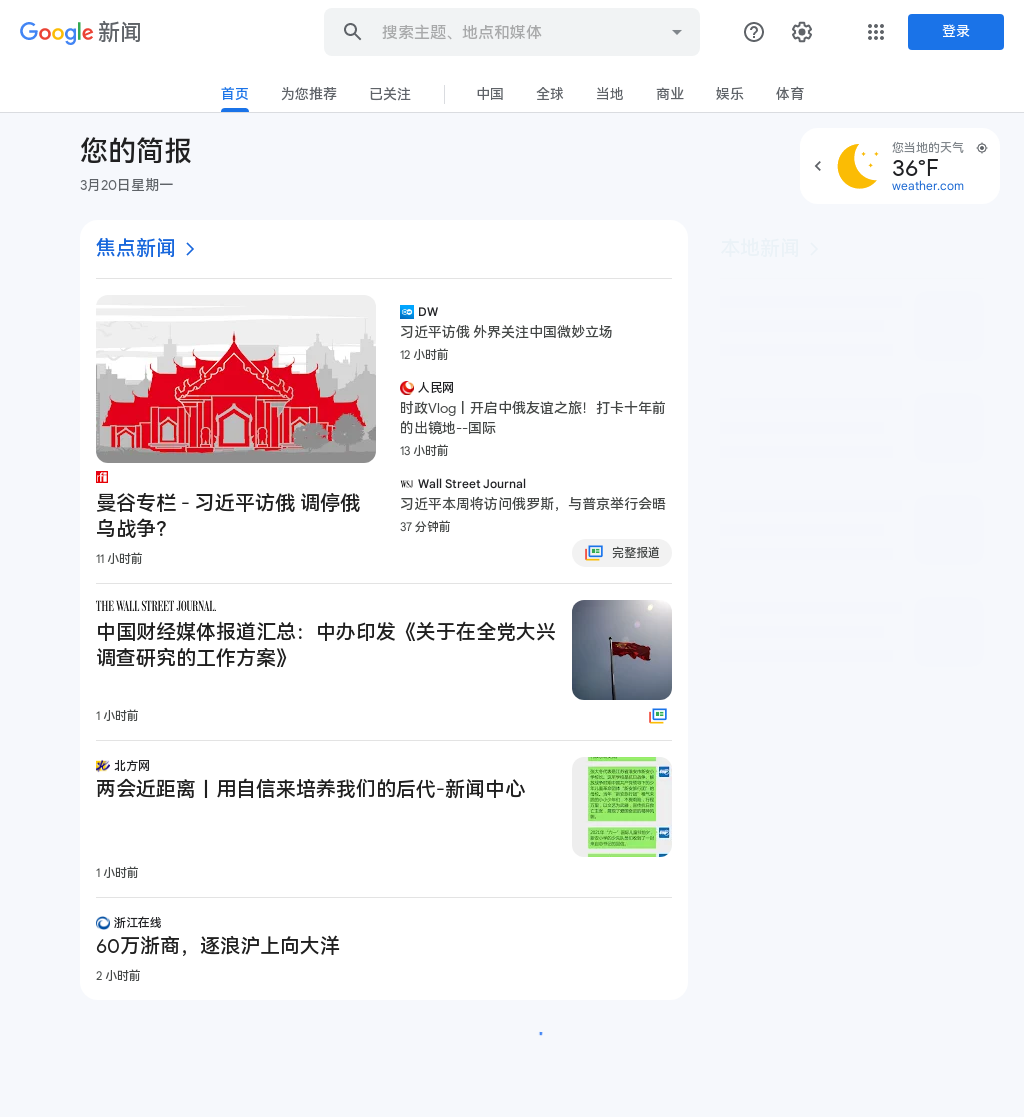 Google 新闻
搜索主题、地点和媒体
登录
首页
为您推荐
已关注
中国
全球
当地
商业
娱乐
体育
您的简报
3月20日星期一
您当地的天气
36°F
weather.com
焦点新闻
本地新闻
曼谷专栏 - 习近平访俄 调停俄
乌战争?
11 小时前
DW
习近平访俄 外界关注中国微妙立场
12 小时前
人民网
时政Vlog丨开启中俄友谊之旅！打卡十年前
的出镜地--国际
13 小时前
WSJ
Wall Street Journal
习近平本周将访问俄罗斯，与普京举行会晤
37 分钟前
完整报道
THE WALL STREET JOURNAL.
中国财经媒体报道汇总：中办印发《关于在全党大兴
调查研究的工作方案》
1 小时前
北方网
两会近距离丨用自信来培养我们的后代-新闻中心
1 小时前
浙江在线
60万浙商，逐浪沪上向大洋
2 小时前